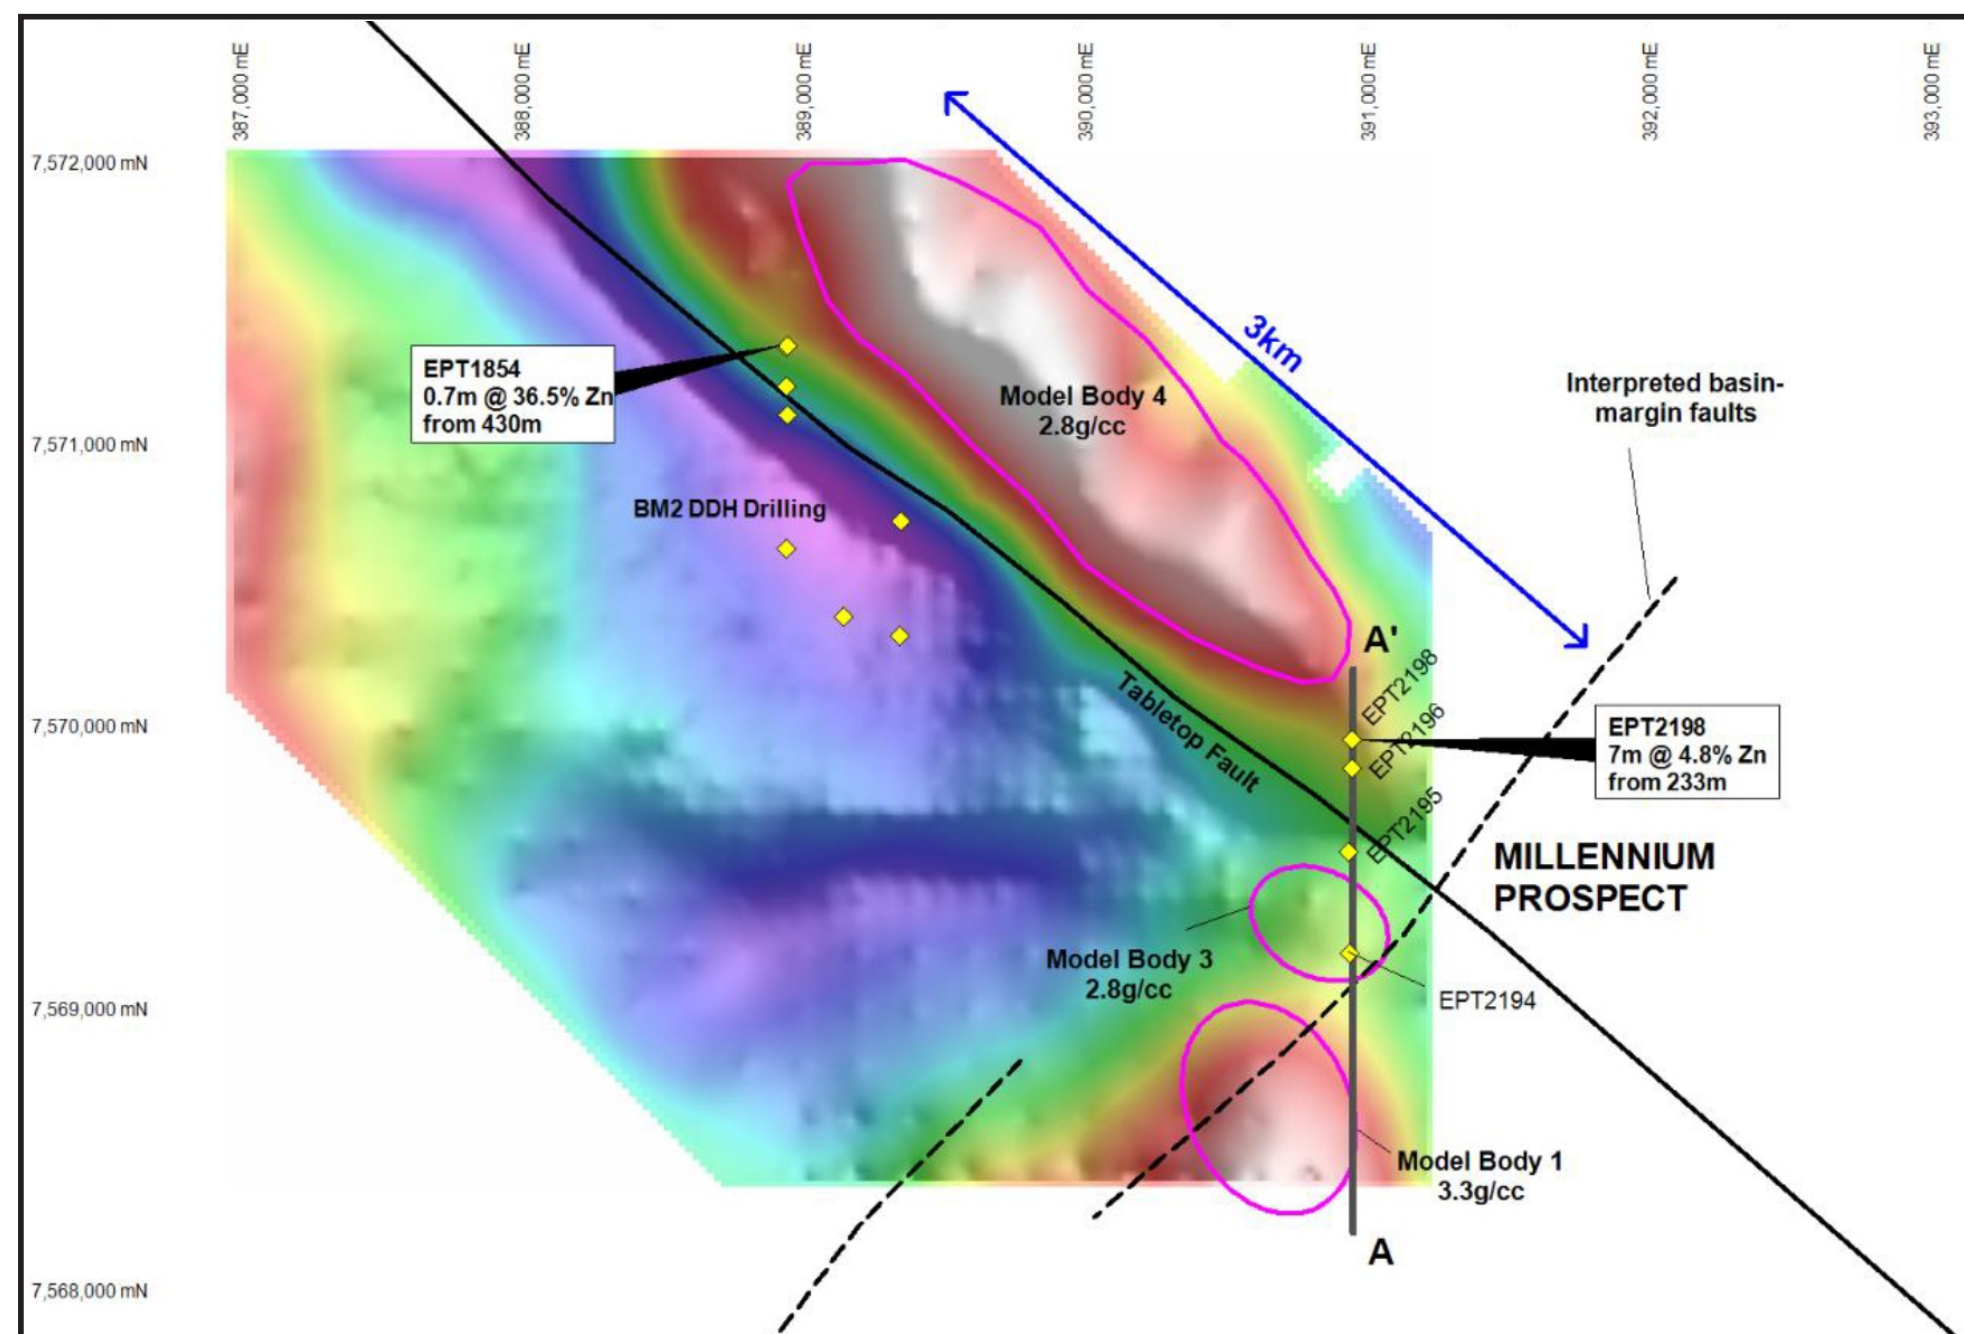 387,000 mE
388,000 mE
389,000 mE
390,000 mE
391,000 mE
392,000 mE
393,000 mE
7,572,000 mN
7,571,000 mN
7,570,000 mN
7,569,000 mN
7,568,000 mN
3km
Interpreted basin-
margin faults
EPT1854
0.7m @ 36.5% Zn
from 430m
Model Body 4
2.8g/cc
BM2 DDH Drilling
A'
EPT2198
EPT2196
EPT2195
Tabletop Fault
EPT2198
7m @ 4.8% Zn
from 233m
MILLENNIUM
PROSPECT
Model Body 3
2.8g/cc
EPT2194
Model Body 1
3.3g/cc
A